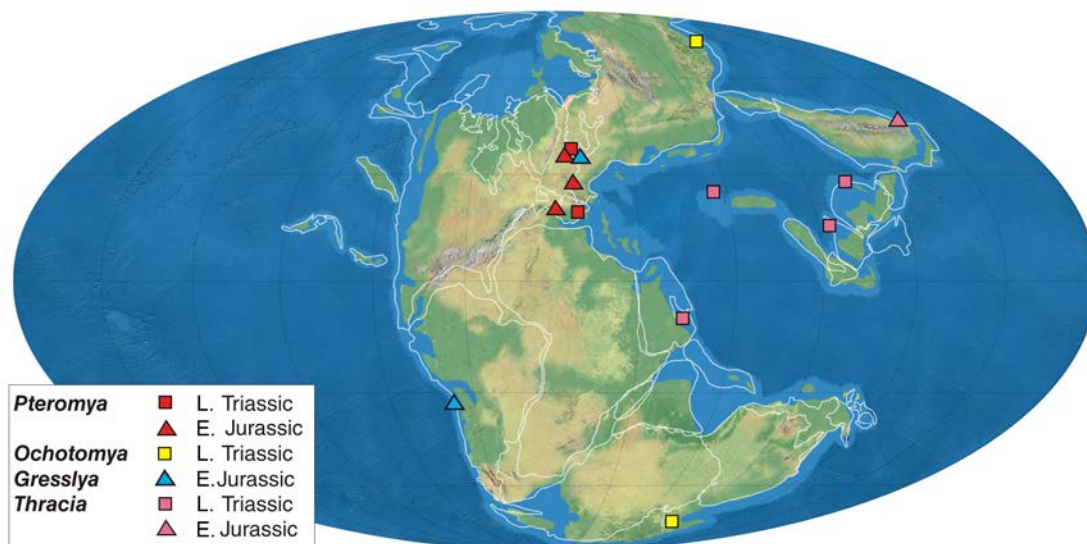 Pteromya L. Triassic
E. Jurassic
Ochotomya L. Triassic
Gresslya E. Jurassic
Thracia L. Triassic
E. Jurassic